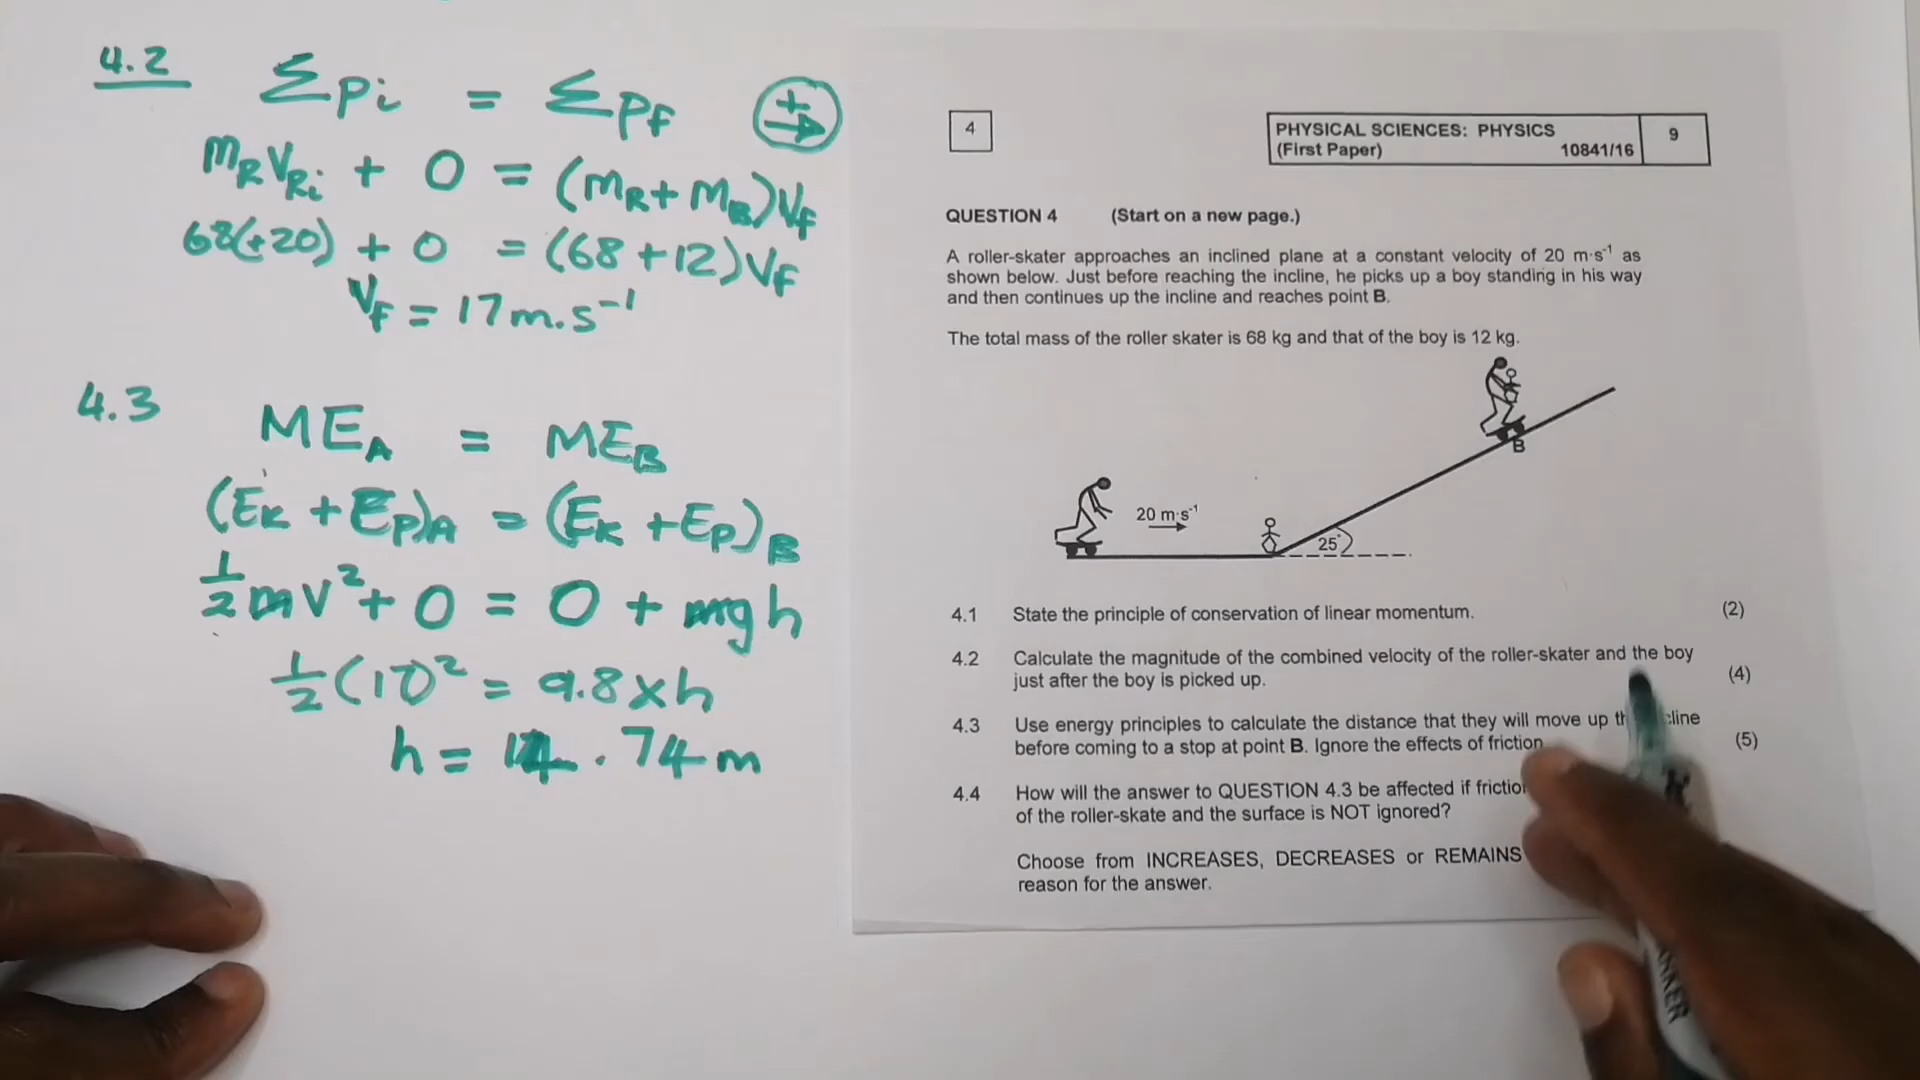 4.2 Σpi = Σpf +
mRVRi + 0 = (mR + mB)Vf
68(+20) + 0 = (68 + 12)Vf
Vf = 17m.s⁻¹
4.3 MEA = MEB
(EK + EP)A = (EK + EP)B
½mv² + 0 = 0 + mgh
½(17)² = 9.8 x h
h = 14.74m
4
PHYSICAL SCIENCES: PHYSICS
(First Paper) 10841/16
9
QUESTION 4 (Start on a new page.)
A roller-skater approaches an inclined plane at a constant velocity of 20 m·s⁻¹ as
shown below. Just before reaching the incline, he picks up a boy standing in his way
and then continues up the incline and reaches point B.
The total mass of the roller skater is 68 kg and that of the boy is 12 kg.
B
20 m·s⁻¹
25°
4.1 State the principle of conservation of linear momentum. (2)
4.2 Calculate the magnitude of the combined velocity of the roller-skater and the boy
just after the boy is picked up. (4)
4.3 Use energy principles to calculate the distance that they will move up
before coming to a stop at point B. Ignore the effects of friction (5)
4.4 How will the answer to QUESTION 4.3 be affected if
of the roller-skate and the surface is NOT ignored?
Choose from INCREASES, DECREASES or REMAINS
reason for the answer.